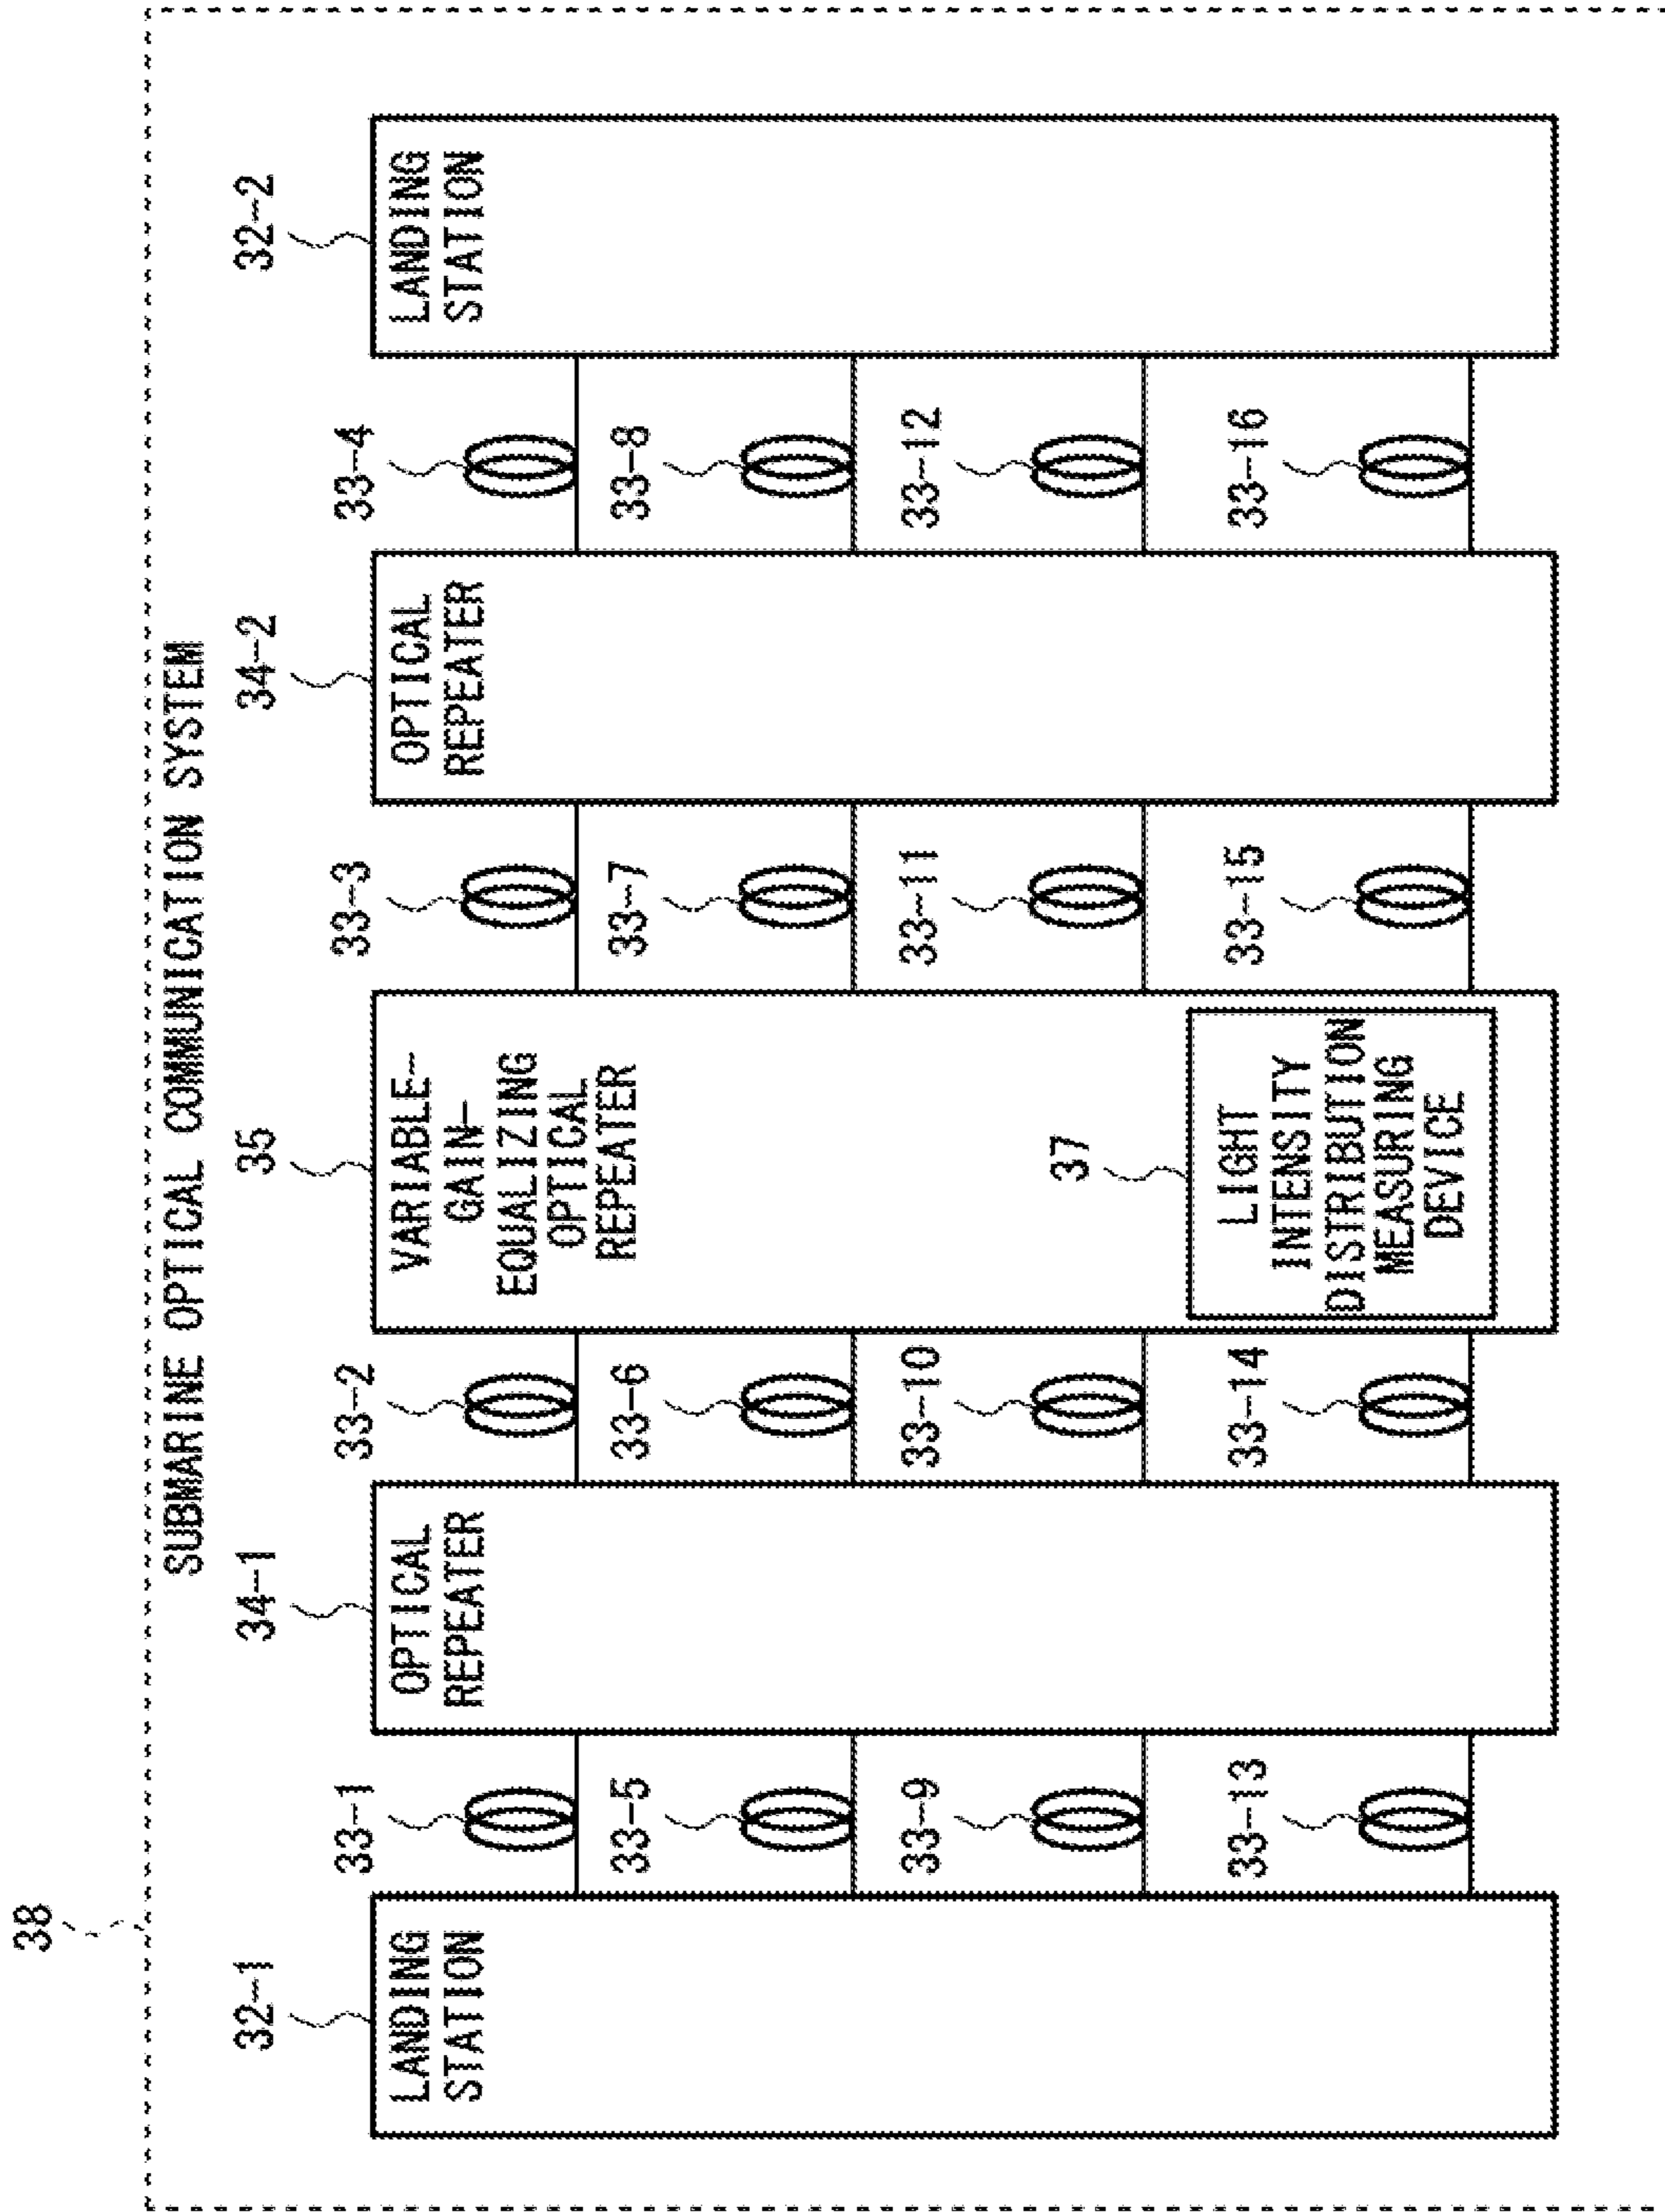 38
SUBMARINE OPTICAL COMMUNICATION SYSTEM
32-1
34-1
35
34-2
32-2
LANDING
STATION
OPTICAL
REPEATER
VARIABLE-
GAIN-
EQUALIZING
OPTICAL
REPEATER
OPTICAL
REPEATER
LANDING
STATION
33-1
33-2
33-3
33-4
33-5
33-6
33-7
33-8
33-9
33-10
33-11
33-12
37
33-13
33-14
33-15
33-16
LIGHT
INTENSITY
DISTRIBUTION
MEASURING
DEVICE